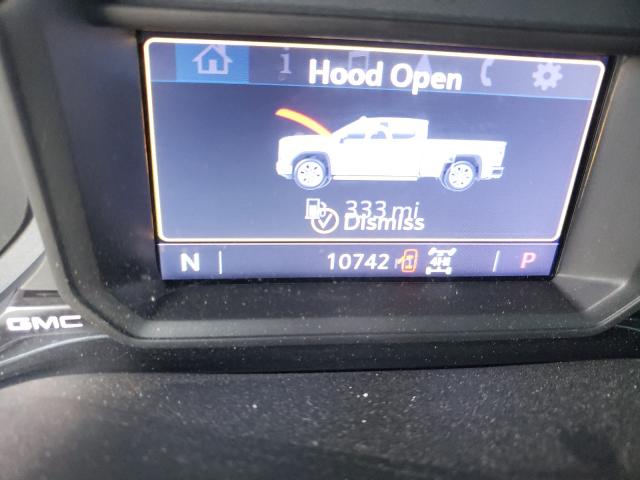 Hood Open
333 mi
Dismiss
N 10742 P
GMC